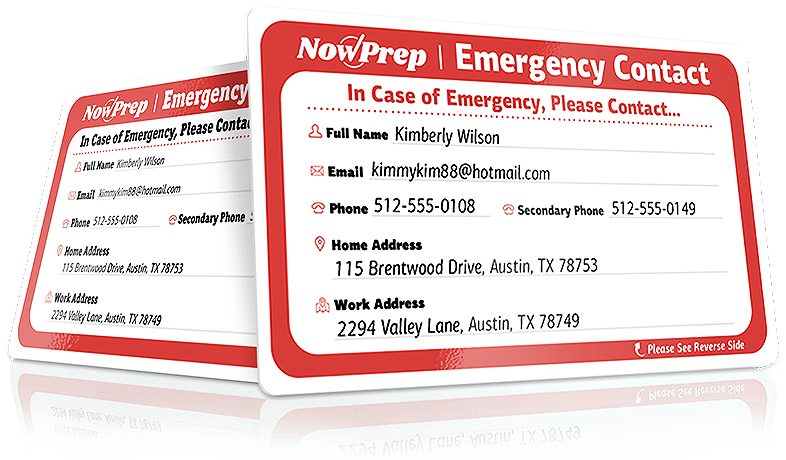 NowPrep | Emergency Contact
In Case of Emergency, Please Contact...
Full Name Kimberly Wilson
Email kimmykim88@hotmail.com
Phone 512-555-0108 Secondary Phone 512-555-0149
Home Address
115 Brentwood Drive, Austin, TX 78753
Work Address
2294 Valley Lane, Austin, TX 78749
Please See Reverse Side
NowPrep | Emergency
In Case of Emergency, Please Contac
Full Name Kimberly Wilson
Email kimmykim88@hotmail.com
Phone 512-555-0108 Secondary Phone
Home Address
115 Brentwood Drive, Austin, TX 78753
Work Address
2294 Valley Lane, Austin, TX 78749